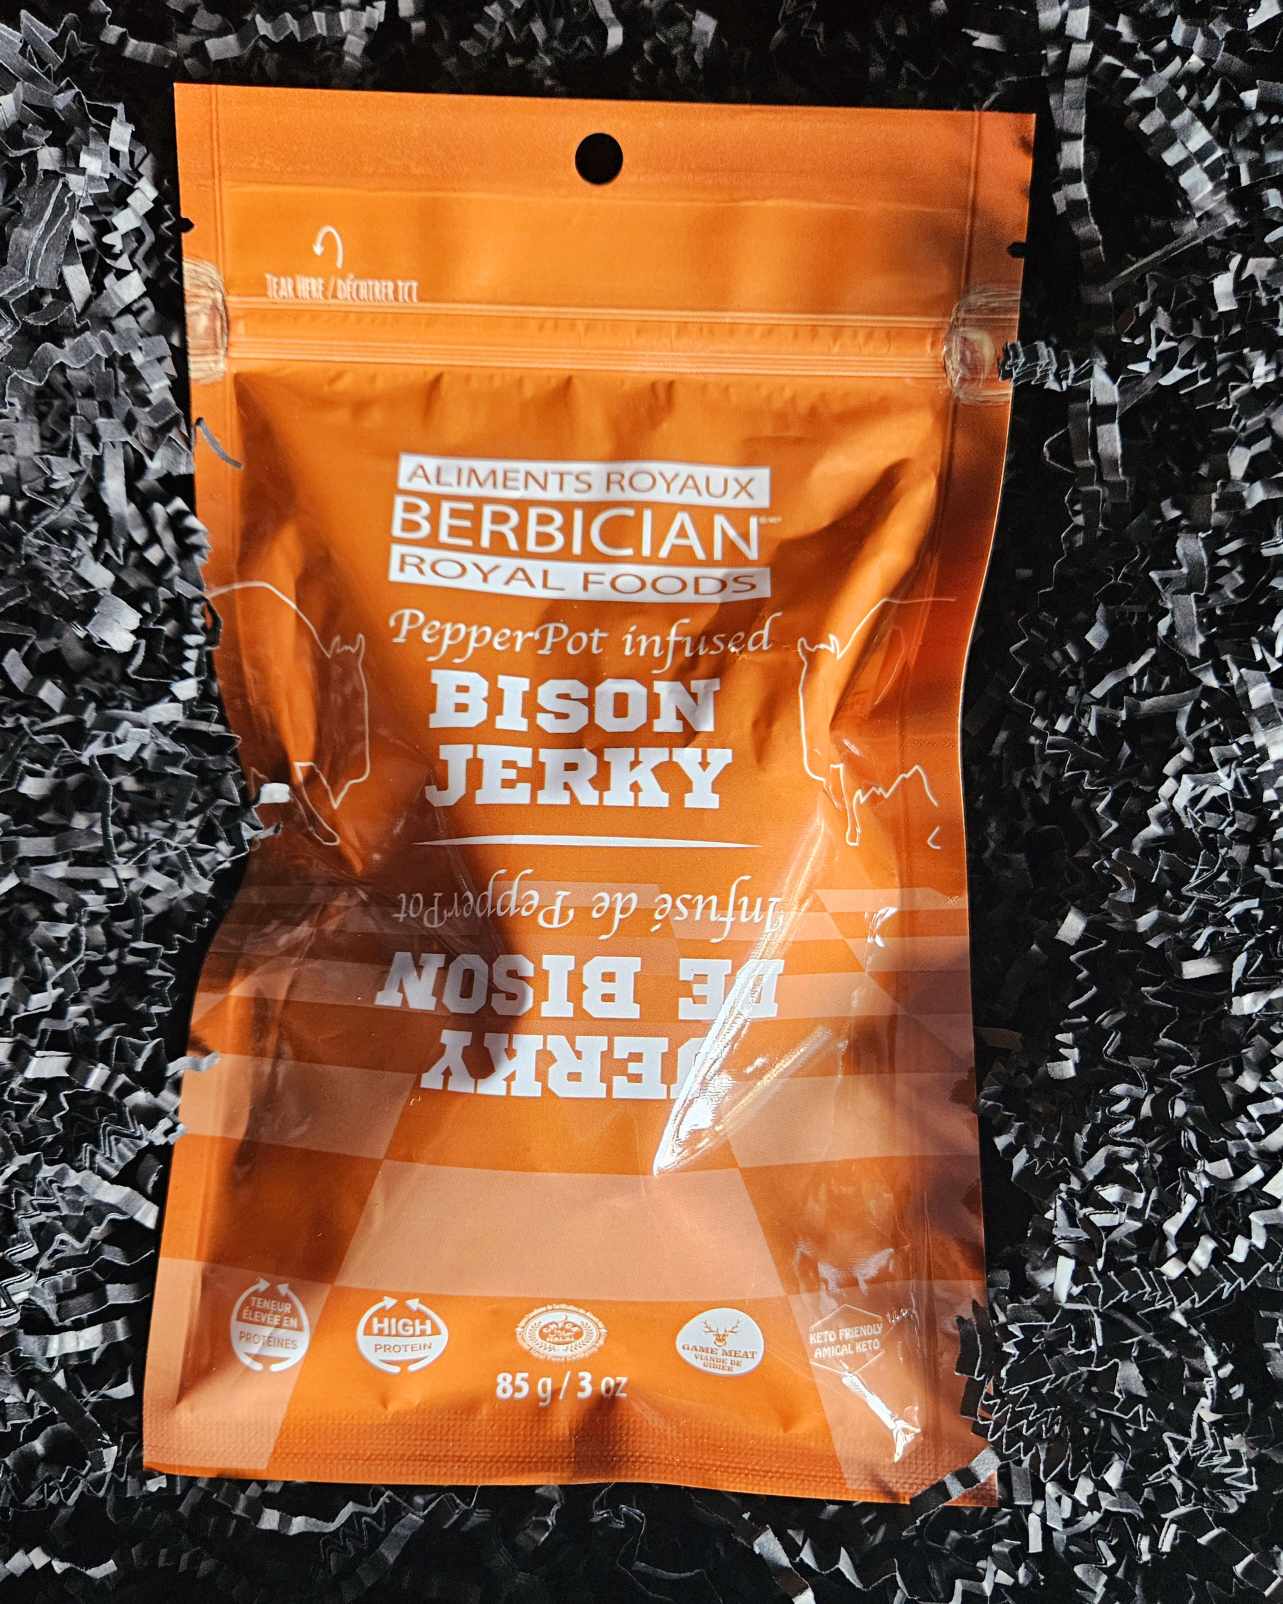 TEAR HERE / DÉCHIRER ICI
ALIMENTS ROYAUX
BERBICIAN
ROYAL FOODS
PepperPot infused
BISON
JERKY
Infusé de PepperPot
DE BISON
JERKY
TENEUR
ÉLEVÉE EN
PROTÉINES
HIGH
PROTEIN
HALAL
GAME MEAT
VIANDE DE
GIBIER
KETO FRIENDLY
AMICAL KETO
85 g / 3 oz